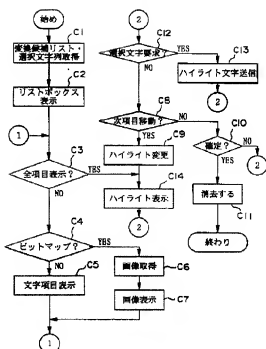 始め
C1
変換候補リスト・
選択文字列取得
C2
リストボックス
表示
1
C3
全項目表示?
YES
NO
C4
ビットマップ?
YES
NO
C5
文字項目表示
C6
画像取得
C7
画像表示
1
2
C12
選択文字要求?
YES
NO
C13
ハイライト文字送信
2
C8
次項目移動?
NO
YES
C9
ハイライト変更
C14
ハイライト表示
2
C10
確定?
NO
YES
2
消去する
C11
終わり